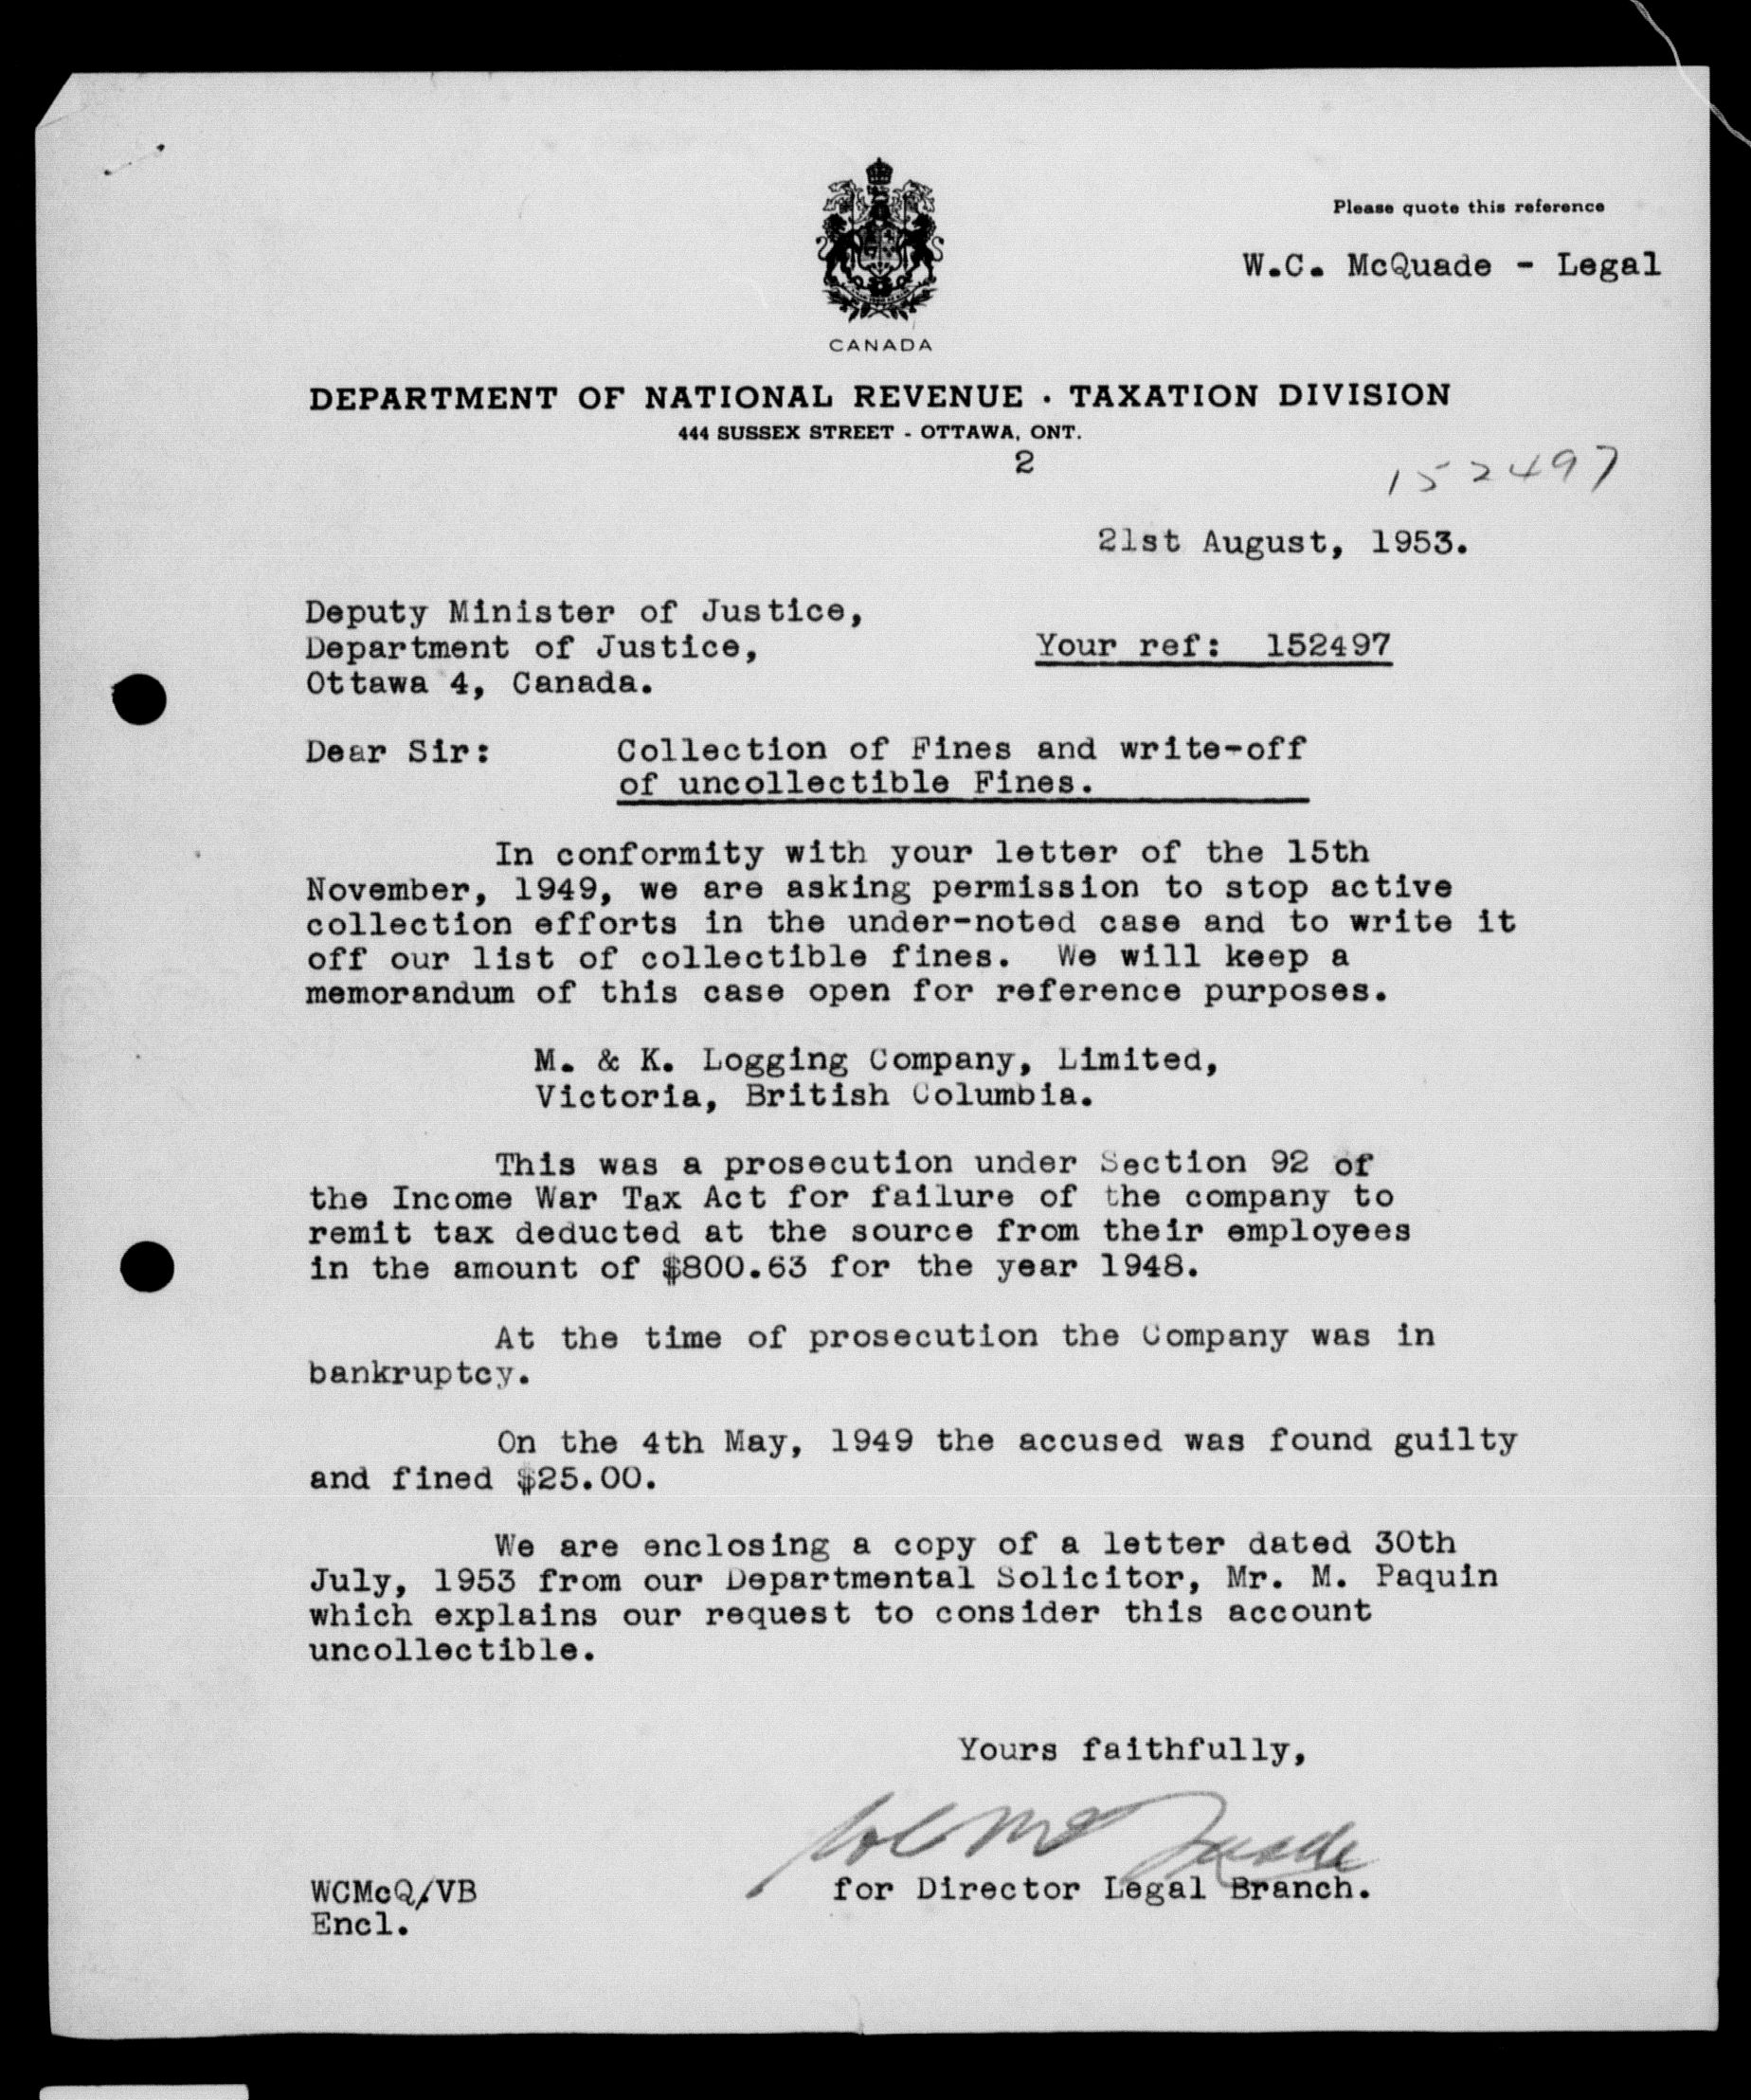 Please quote this reference
W.C. McQuade - Legal
CANADA
DEPARTMENT OF NATIONAL REVENUE · TAXATION DIVISION
444 SUSSEX STREET - OTTAWA, ONT.
2
152497
21st August, 1953.
Deputy Minister of Justice,
Department of Justice,
Your ref: 152497
Ottawa 4, Canada.
Dear Sir: Collection of Fines and write-off
of uncollectible Fines.
In conformity with your letter of the 15th
November, 1949, we are asking permission to stop active
collection efforts in the under-noted case and to write it
off our list of collectible fines. We will keep a
memorandum of this case open for reference purposes.
M. & K. Logging Company, Limited,
Victoria, British Columbia.
This was a prosecution under Section 92 of
the Income War Tax Act for failure of the company to
remit tax deducted at the source from their employees
in the amount of $800.63 for the year 1948.
At the time of prosecution the Company was in
bankruptcy.
On the 4th May, 1949 the accused was found guilty
and fined $25.00.
We are enclosing a copy of a letter dated 30th
July, 1953 from our Departmental Solicitor, Mr. M. Paquin
which explains our request to consider this account
uncollectible.
Yours faithfully,
WC McQuade
for Director Legal Branch.
WCMcQ/VB
Encl.